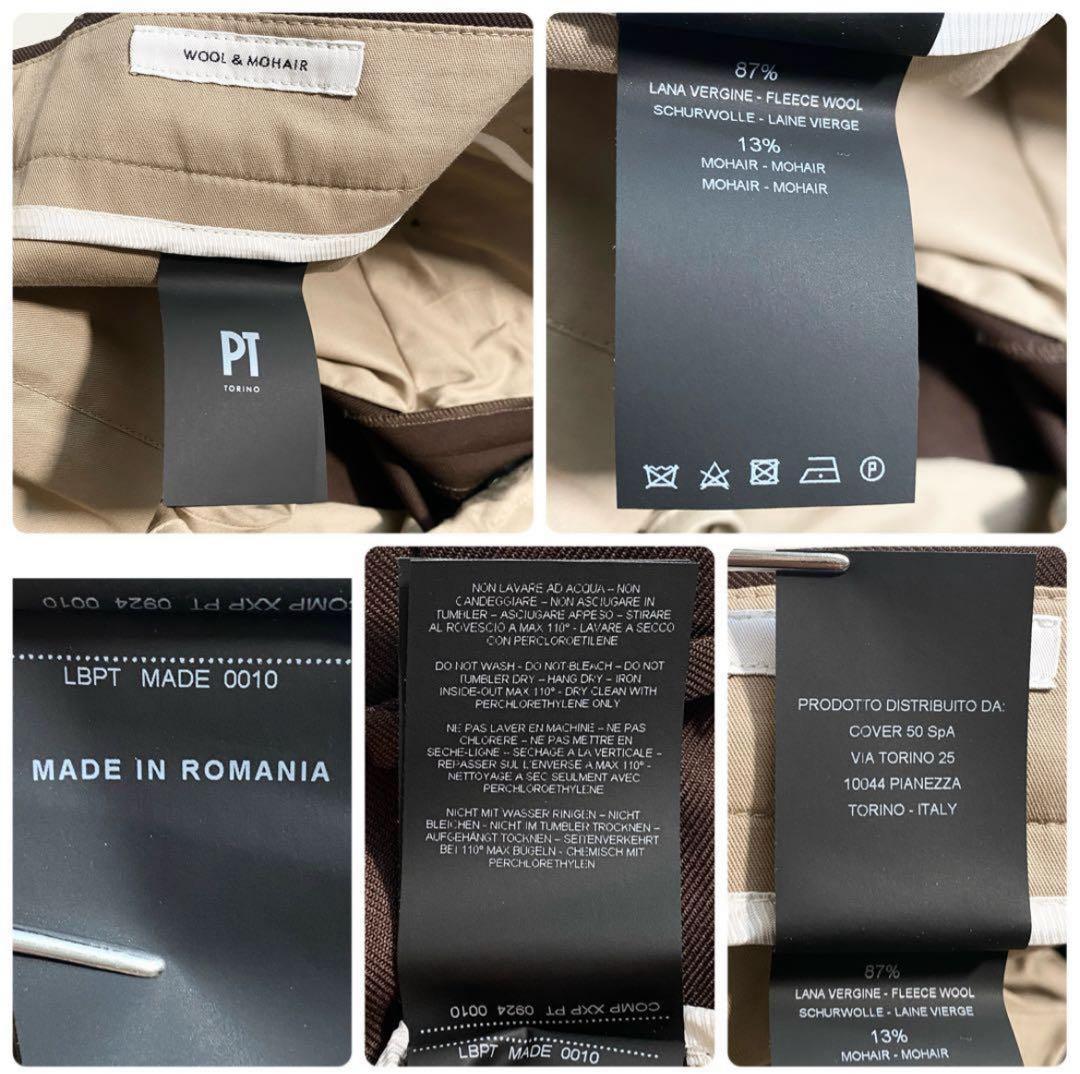 WOOL & MOHAIR
PT
TORINO
87%
LANA VERGINE - FLEECE WOOL
SCHURWOLLE - LAINE VIERGE
13%
MOHAIR - MOHAIR
MOHAIR - MOHAIR
P
COMP XXP PT 0924 0010
LBPT MADE 0010
MADE IN ROMANIA
NON LAVARE AD ACQUA – NON
CANDEGGIARE – NON ASCIUGARE IN
TUMBLER – ASCIUGARE APPESO – STIRARE
AL ROVESCIO A MAX 110° - LAVARE A SECCO
CON PERCLOROETILENE
DO NOT WASH - DO NOT BLEACH – DO NOT
TUMBLER DRY – HANG DRY – IRON
INSIDE-OUT MAX 110° - DRY CLEAN WITH
PERCHLORETHYLENE ONLY
NE PAS LAVER EN MACHINE – NE PAS
CHLORERE – NE PAS METTRE EN
SECHE-LIGNE – SECHAGE A LA VERTICALE –
REPASSER SUL L'ENVERSE A MAX 110° -
NETTOYAGE A SEC SEULMENT AVEC
PERCHLOROETHYLENE
NICHT MIT WASSER RINIGEN – NICHT
BLEICHEN - NICHT IM TUMBLER TROCKNEN –
AUFGEHÄNGT TOCKNEN – SEITENVERKEHRT
BEI 110° MAX BÜGELN - CHEMISCH MIT
PERCHLORETHYLEN
COMP XXP PT 0924 0010
LBPT MADE 0010
PRODOTTO DISTRIBUITO DA:
COVER 50 SpA
VIA TORINO 25
10044 PIANEZZA
TORINO - ITALY
87%
LANA VERGINE - FLEECE WOOL
SCHURWOLLE - LAINE VIERGE
13%
MOHAIR - MOHAIR